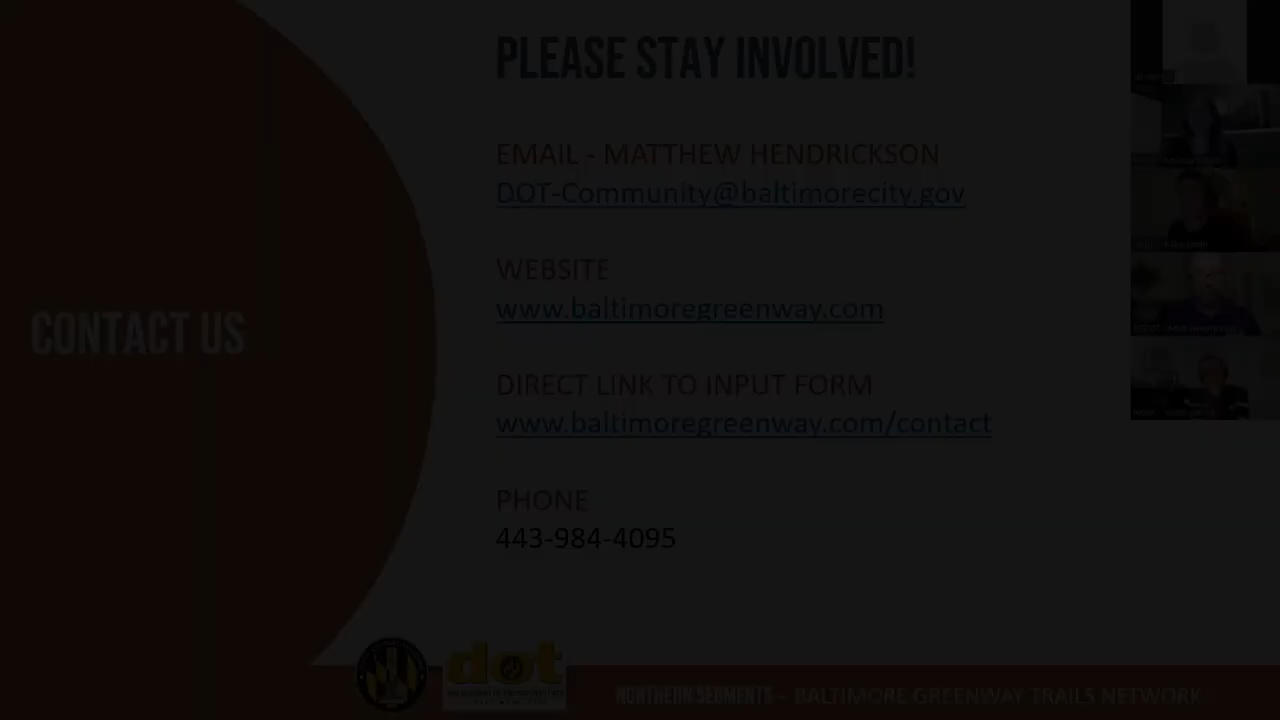 PLEASE STAY INVOLVED!
EMAIL - MATTHEW HENDRICKSON
DOT-Community@baltimorecity.gov
WEBSITE
www.baltimoregreenway.com
CONTACT US
DIRECT LINK TO INPUT FORM
www.baltimoregreenway.com/contact
PHONE
443-984-4095
dot
NORTHERN SEGMENTS - BALTIMORE GREENWAY TRAILS NETWORK